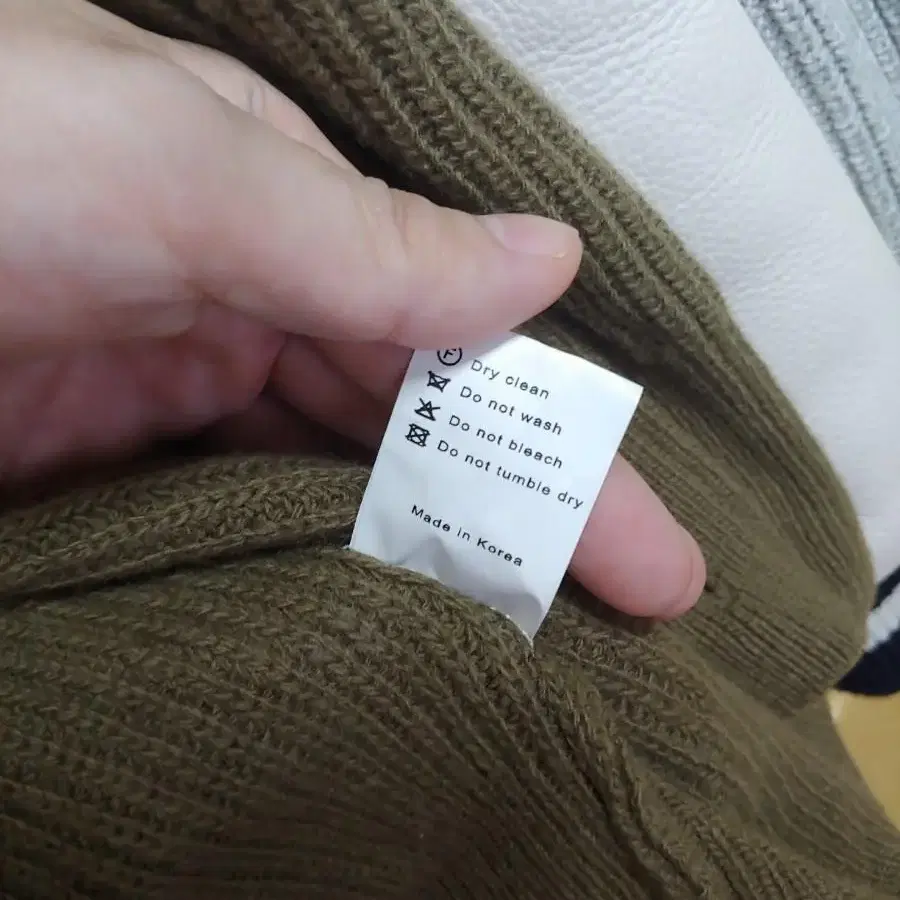 F
Dry clean
Do not wash
Do not bleach
Do not tumble dry
Made in Korea